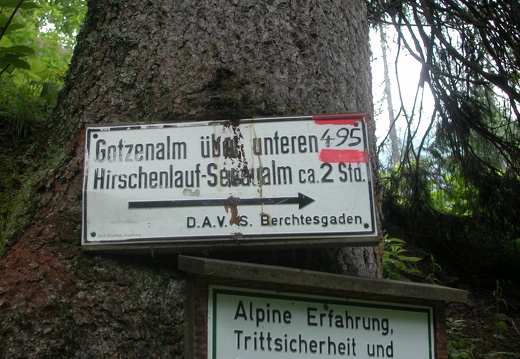 Gotzenalm über unteren 495
Hirschenlauf-Seeaualm ca. 2 Std.
D.A.V. S. Berchtesgaden
Alpine Erfahrung,
Trittsicherheit und